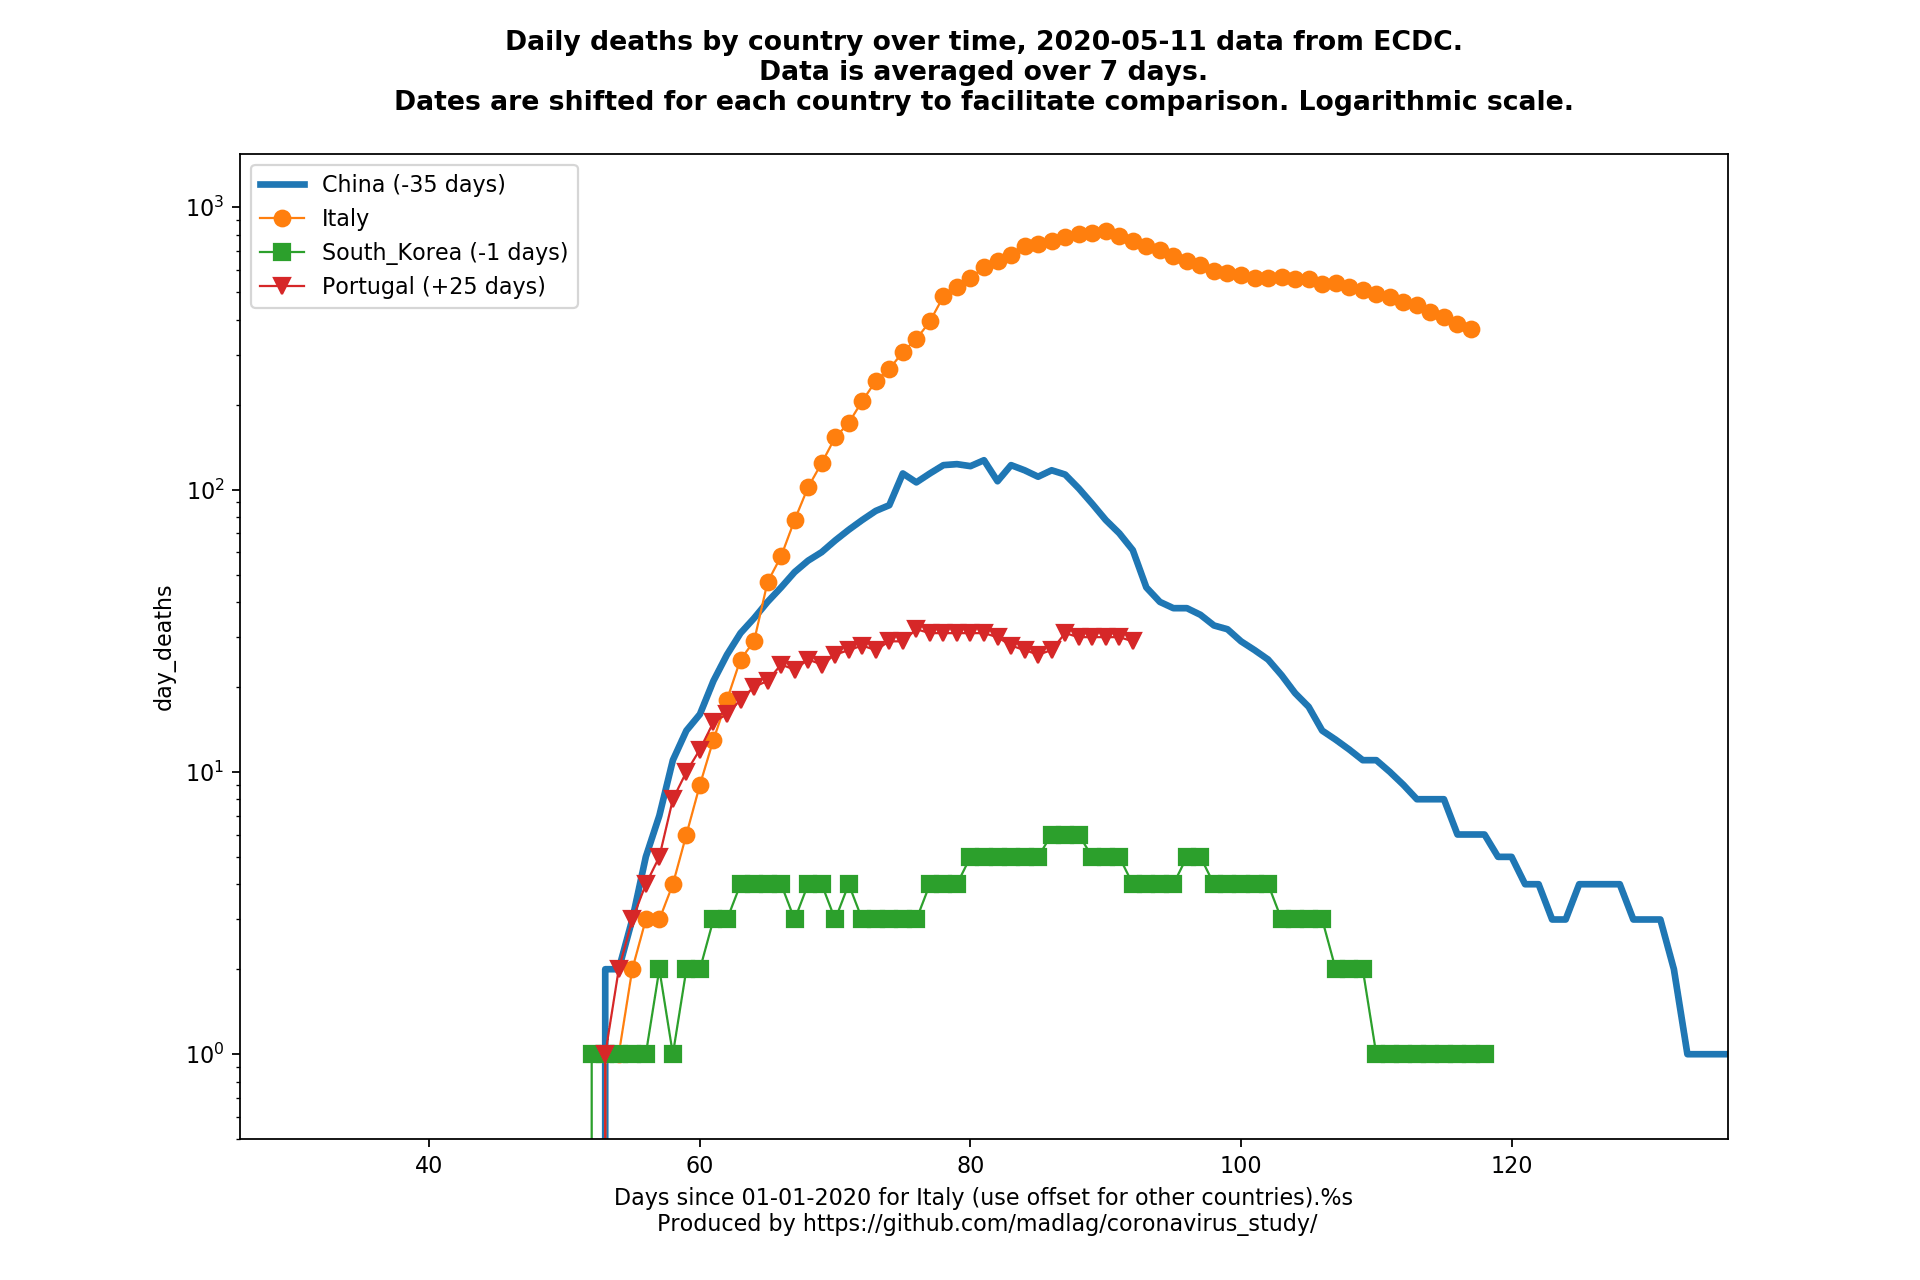 Daily deaths by country over time, 2020-05-11 data from ECDC.
Data is averaged over 7 days.
Dates are shifted for each country to facilitate comparison. Logarithmic scale.
China (-35 days)
Italy
South_Korea (-1 days)
Portugal (+25 days)
day_deaths
10³
10²
10¹
10⁰
40 60 80 100 120
Days since 01-01-2020 for Italy (use offset for other countries).%s
Produced by https://github.com/madlag/coronavirus_study/